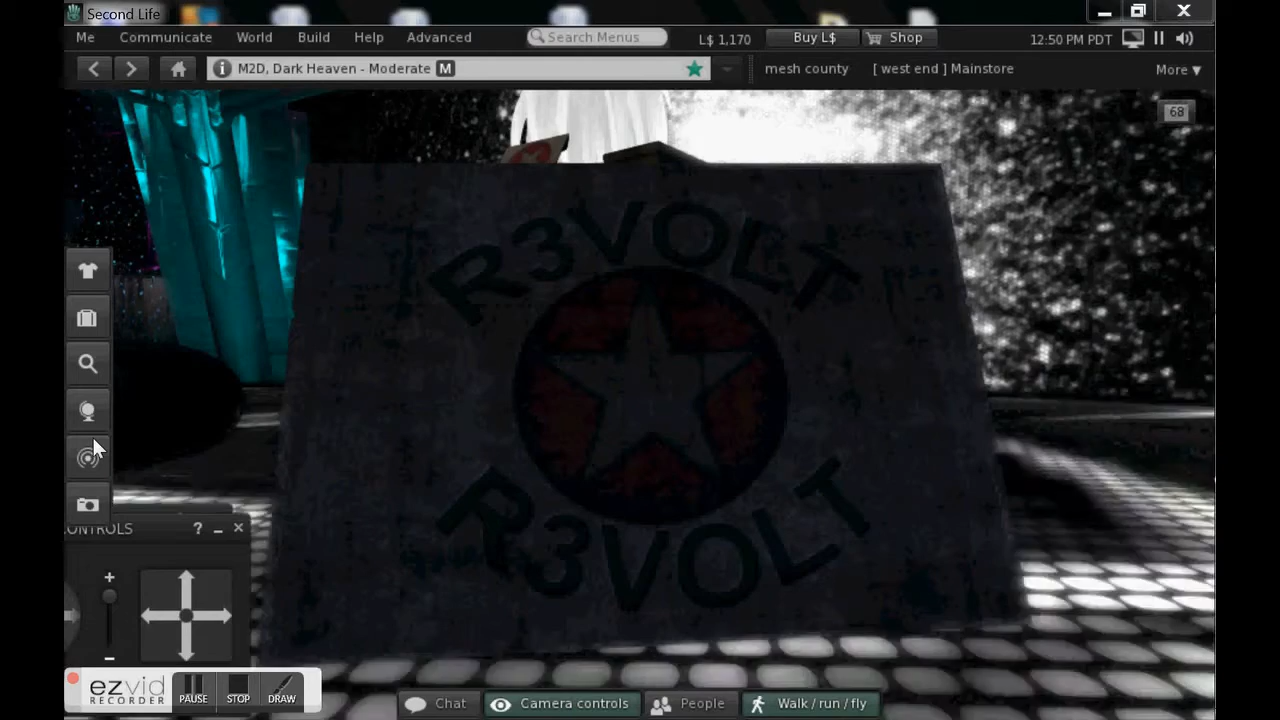 Second Life
Me Communicate World Build Help Advanced Search Menus L$ 1,170 Buy L$ Shop 12:50 PM PDT
M2D, Dark Heaven - Moderate M mesh county [ west end ] Mainstore More ▼
68
R3VOLT
R3VOLT
ONTROLS ?
+
ezvid
RECORDER
PAUSE STOP DRAW
Chat Camera controls People Walk / run / fly